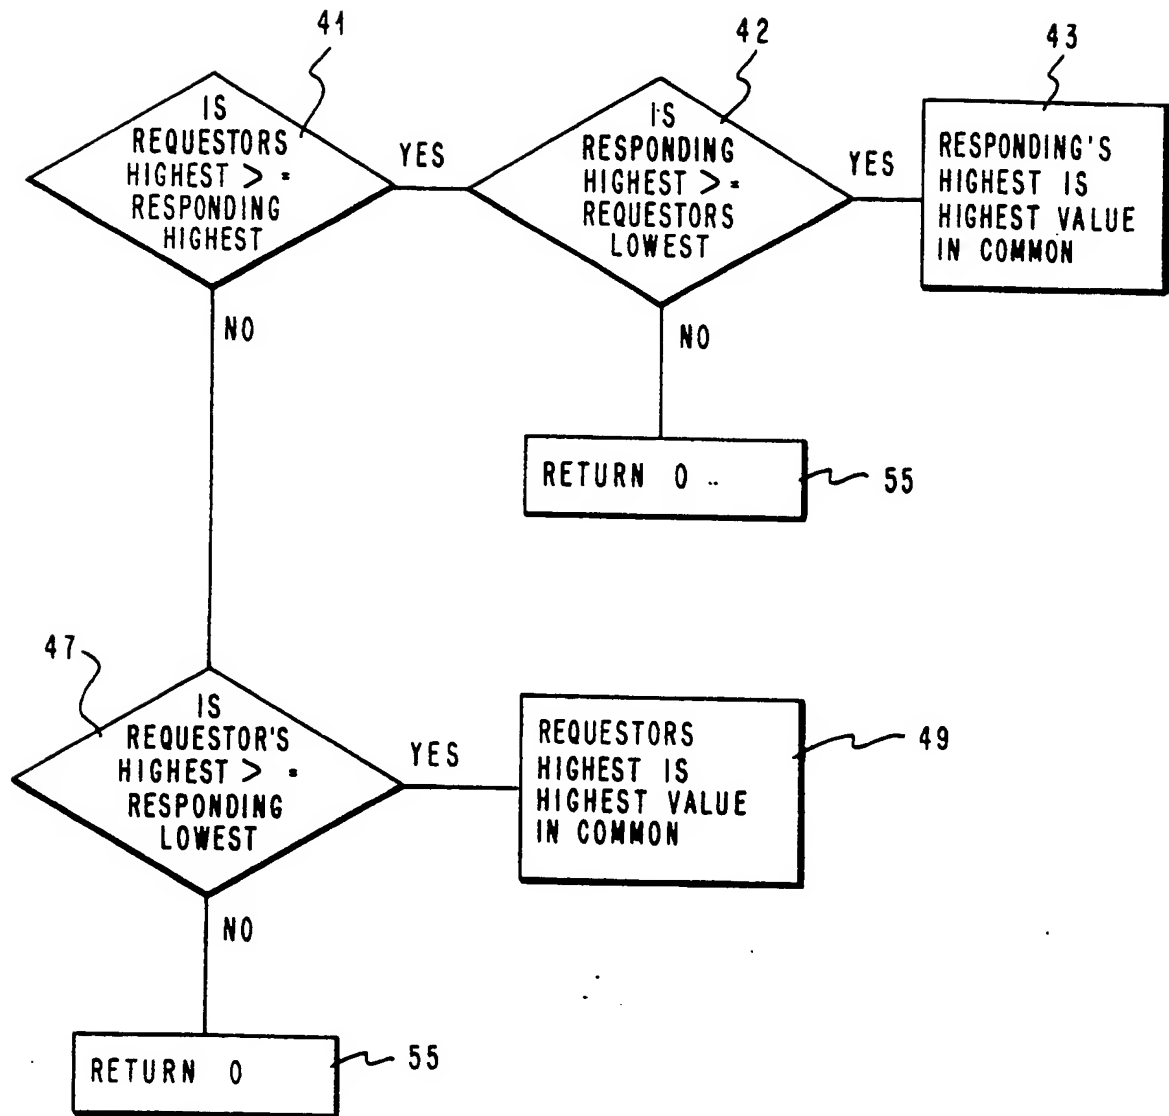 41
IS
REQUESTORS
HIGHEST > =
RESPONDING
HIGHEST
YES
NO
42
IS
RESPONDING
HIGHEST > =
REQUESTORS
LOWEST
YES
NO
43
RESPONDING'S
HIGHEST IS
HIGHEST VALUE
IN COMMON
RETURN 0 ..
55
47
IS
REQUESTOR'S
HIGHEST > =
RESPONDING
LOWEST
YES
NO
REQUESTORS
HIGHEST IS
HIGHEST VALUE
IN COMMON
49
RETURN 0
55